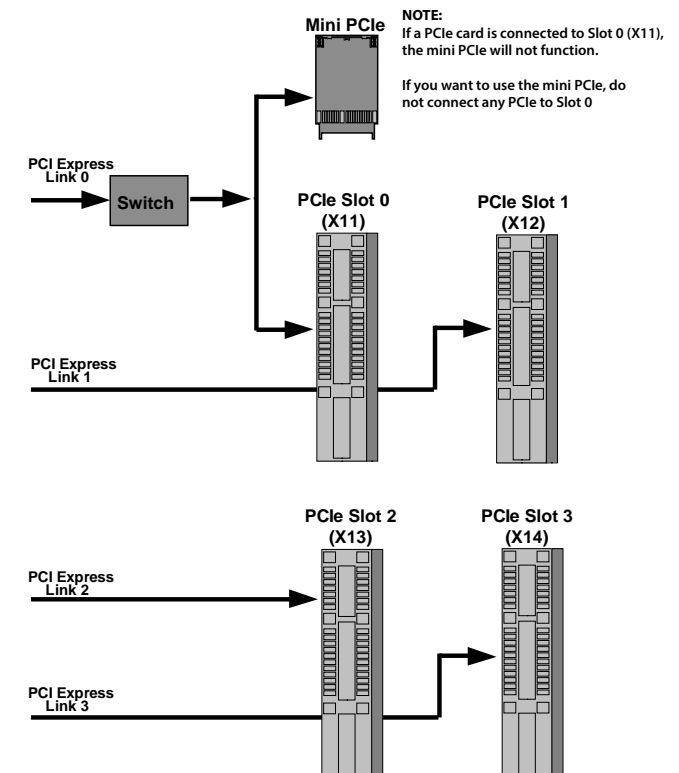 Mini PCIe
NOTE:
If a PCIe card is connected to Slot 0 (X11),
the mini PCIe will not function.
If you want to use the mini PCIe, do
not connect any PCIe to Slot 0
PCI Express
Link 0
Switch
PCIe Slot 0
(X11)
PCIe Slot 1
(X12)
PCI Express
Link 1
PCIe Slot 2
(X13)
PCIe Slot 3
(X14)
PCI Express
Link 2
PCI Express
Link 3